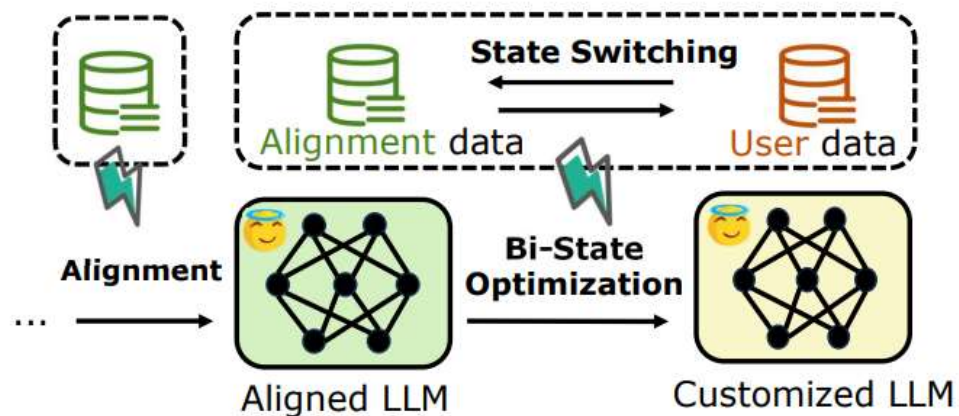 State Switching
Alignment data
User data
Alignment
Bi-State
Optimization
...
Aligned LLM
Customized LLM